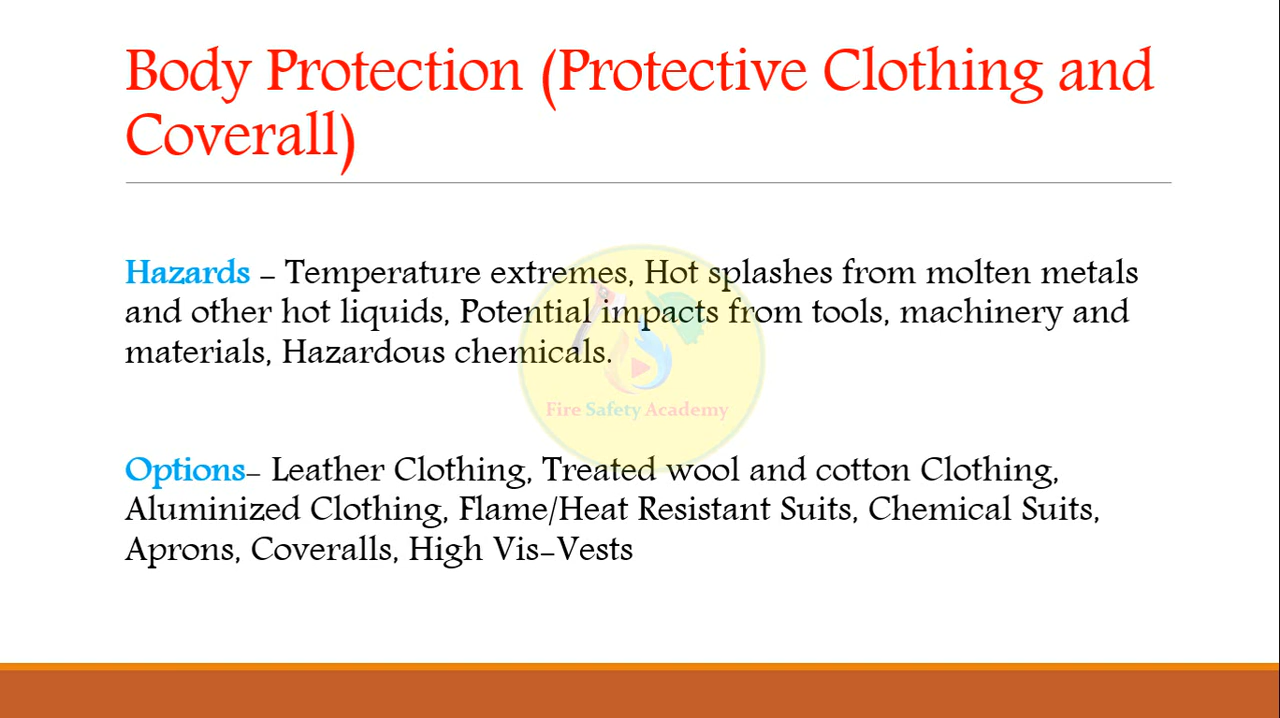 Body Protection (Protective Clothing and
Coverall)
Hazards – Temperature extremes, Hot splashes from molten metals
and other hot liquids, Potential impacts from tools, machinery and
materials, Hazardous chemicals.
Fire Safety Academy
Options– Leather Clothing, Treated wool and cotton Clothing,
Aluminized Clothing, Flame/Heat Resistant Suits, Chemical Suits,
Aprons, Coveralls, High Vis–Vests